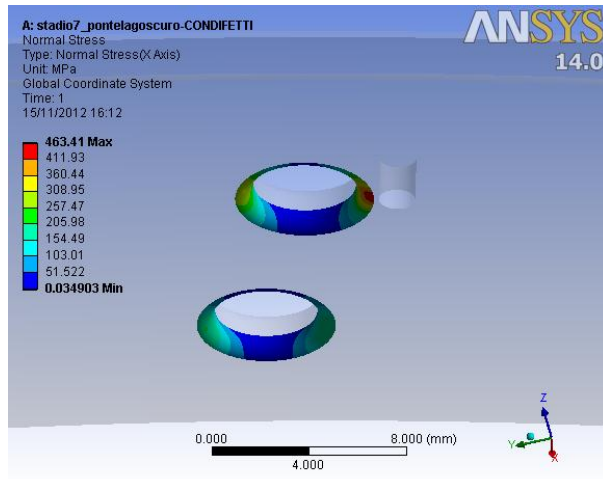 A: stadio7_pontelagoscuro-CONDIFETTI
Normal Stress
Type: Normal Stress(X Axis)
Unit: MPa
Global Coordinate System
Time: 1
15/11/2012 16:12
ANSYS
14.0
463.41 Max
411.93
360.44
308.95
257.47
205.98
154.49
103.01
51.522
0.034903 Min
Z
Y
X
0.000 8.000 (mm)
4.000